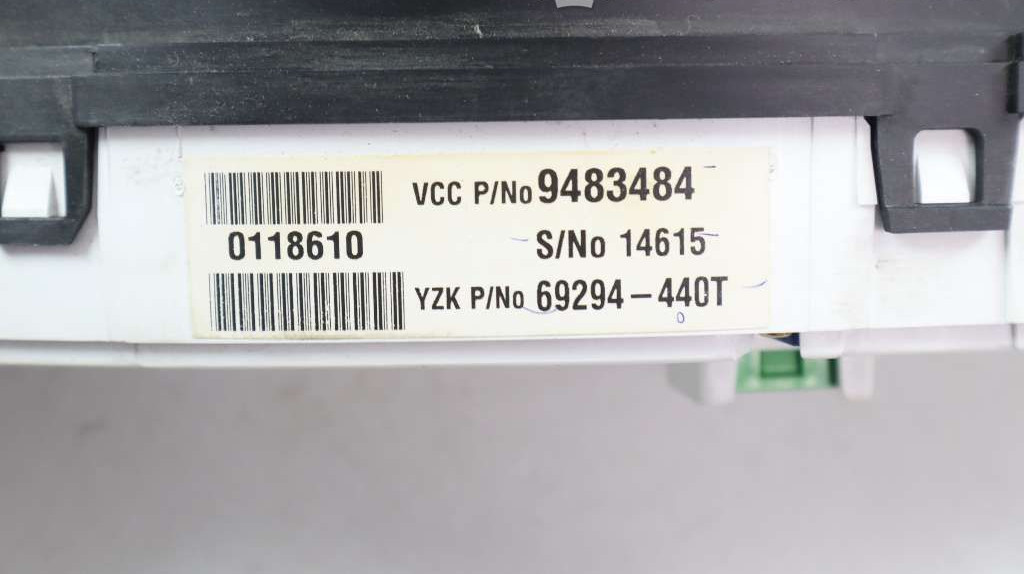 VCC P/No 9483484
0118610 S/No 14615
YZK P/No 69294-440T